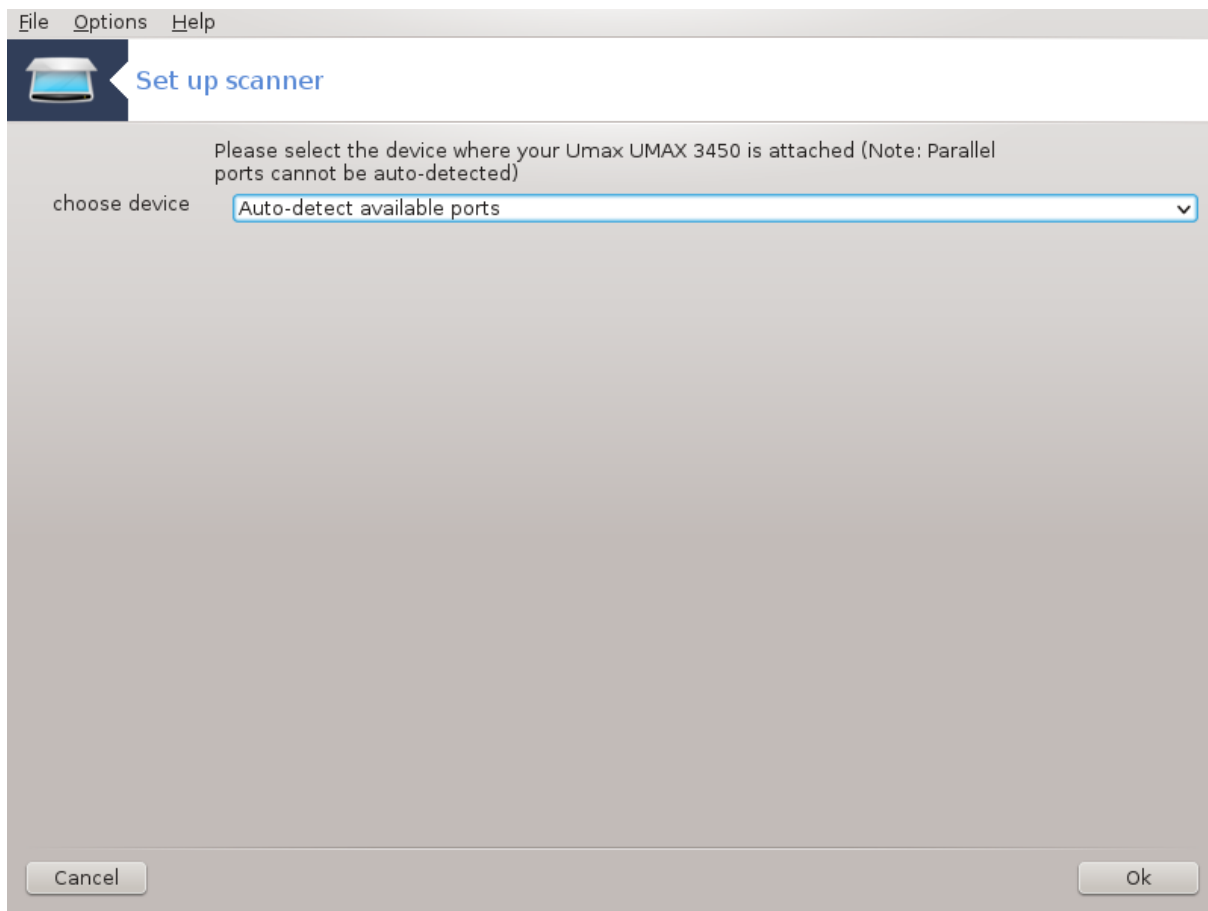 File Options Help
Set up scanner
Please select the device where your Umax UMAX 3450 is attached (Note: Parallel
ports cannot be auto-detected)
choose device Auto-detect available ports
Cancel Ok